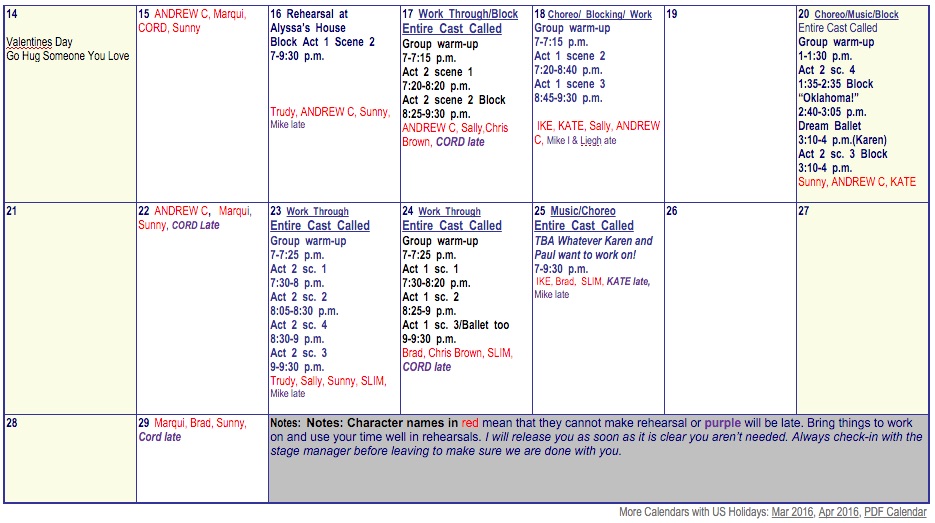 14
Valentines Day
Go Hug Someone You Love
15 ANDREW C, Marqui,
CORD, Sunny
16 Rehearsal at
Alyssa's House
Block Act 1 Scene 2
7-9:30 p.m.
Trudy, ANDREW C, Sunny,
Mike late
17 Work Through/Block
Entire Cast Called
Group warm-up
7-7:15 p.m.
Act 2 scene 1
7:20-8:20 p.m.
Act 2 scene 2 Block
8:25-9:30 p.m.
ANDREW C, Sally,Chris
Brown, CORD late
18 Choreo/ Blocking/ Work
Group warm-up
7-7:15 p.m.
Act 1 scene 2
7:20-8:40 p.m.
Act 1 scene 3
8:45-9:30 p.m.
IKE, KATE, Sally, ANDREW
C, Mike l & Liegh ate
19
20 Choreo/Music/Block
Entire Cast Called
Group warm-up
1-1:30 p.m.
Act 2 sc. 4
1:35-2:35 Block
"Oklahoma!"
2:40-3:05 p.m.
Dream Ballet
3:10-4 p.m.(Karen)
Act 2 sc. 3 Block
3:10-4 p.m.
Sunny, ANDREW C, KATE
21
22 ANDREW C, Marqui,
Sunny, CORD Late
23 Work Through
Entire Cast Called
Group warm-up
7-7:25 p.m.
Act 2 sc. 1
7:30-8 p.m.
Act 2 sc. 2
8:05-8:30 p.m.
Act 2 sc. 4
8:30-9 p.m.
Act 2 sc. 3
9-9:30 p.m.
Trudy, Sally, Sunny, SLIM,
Mike late
24 Work Through
Entire Cast Called
Group warm-up
7-7:25 p.m.
Act 1 sc. 1
7:30-8:20 p.m.
Act 1 sc. 2
8:25-9 p.m.
Act 1 sc. 3/Ballet too
9-9:30 p.m.
Brad, Chris Brown, SLIM,
CORD late
25 Music/Choreo
Entire Cast Called
TBA Whatever Karen and
Paul want to work on!
7-9:30 p.m.
IKE, Brad, SLIM, KATE late,
Mike late
26
27
28
29 Marqui, Brad, Sunny,
Cord late
Notes: Notes: Character names in red mean that they cannot make rehearsal or purple will be late. Bring things to work
on and use your time well in rehearsals. I will release you as soon as it is clear you aren't needed. Always check-in with the
stage manager before leaving to make sure we are done with you.
More Calendars with US Holidays: Mar 2016, Apr 2016, PDF Calendar